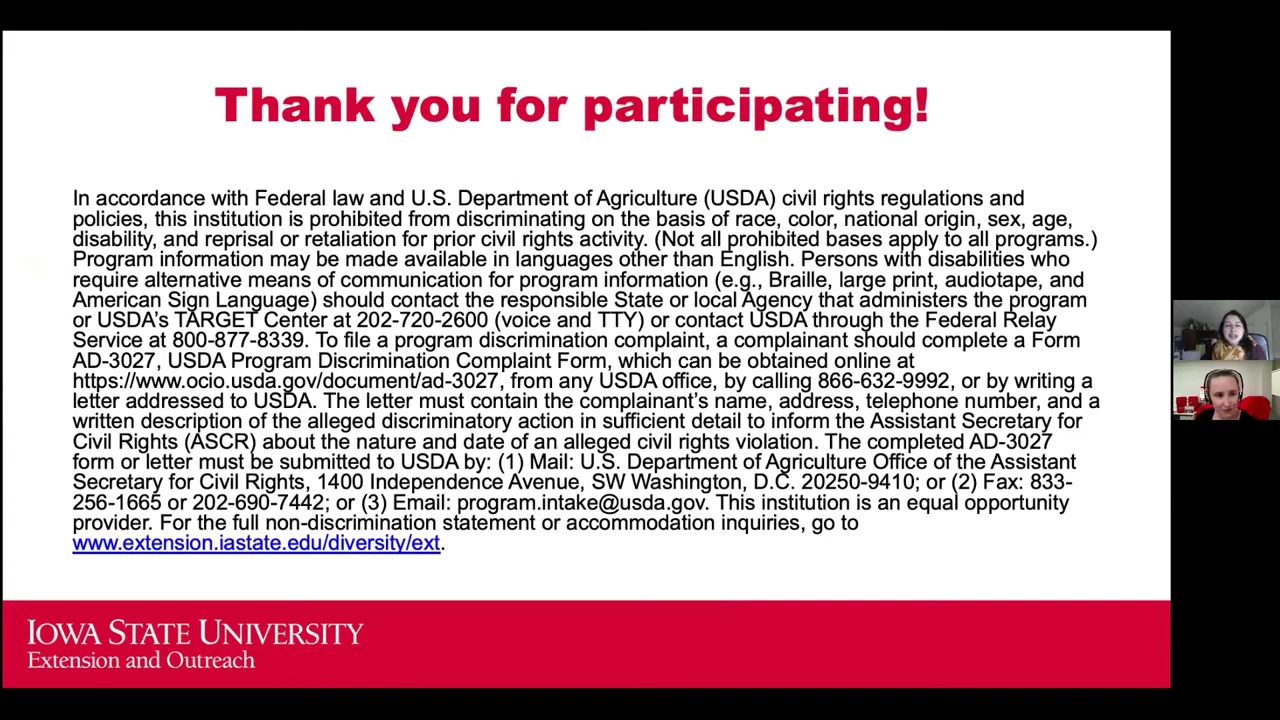 Thank you for participating!
In accordance with Federal law and U.S. Department of Agriculture (USDA) civil rights regulations and
policies, this institution is prohibited from discriminating on the basis of race, color, national origin, sex, age,
disability, and reprisal or retaliation for prior civil rights activity. (Not all prohibited bases apply to all programs.)
Program information may be made available in languages other than English. Persons with disabilities who
require alternative means of communication for program information (e.g., Braille, large print, audiotape, and
American Sign Language) should contact the responsible State or local Agency that administers the program
or USDA's TARGET Center at 202-720-2600 (voice and TTY) or contact USDA through the Federal Relay
Service at 800-877-8339. To file a program discrimination complaint, a complainant should complete a Form
AD-3027, USDA Program Discrimination Complaint Form, which can be obtained online at
https://www.ocio.usda.gov/document/ad-3027, from any USDA office, by calling 866-632-9992, or by writing a
letter addressed to USDA. The letter must contain the complainant's name, address, telephone number, and a
written description of the alleged discriminatory action in sufficient detail to inform the Assistant Secretary for
Civil Rights (ASCR) about the nature and date of an alleged civil rights violation. The completed AD-3027
form or letter must be submitted to USDA by: (1) Mail: U.S. Department of Agriculture Office of the Assistant
Secretary for Civil Rights, 1400 Independence Avenue, SW Washington, D.C. 20250-9410; or (2) Fax: 833-
256-1665 or 202-690-7442; or (3) Email: program.intake@usda.gov. This institution is an equal opportunity
provider. For the full non-discrimination statement or accommodation inquiries, go to
www.extension.iastate.edu/diversity/ext.
IOWA STATE UNIVERSITY
Extension and Outreach